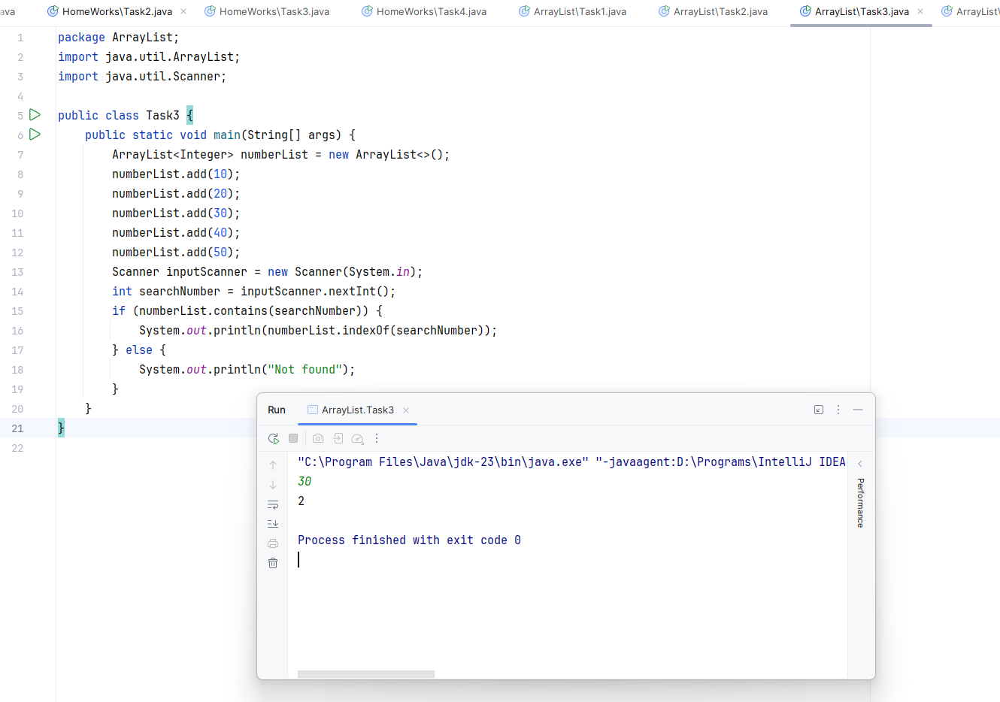 ava HomeWorks\Task2.java HomeWorks\Task3.java HomeWorks\Task4.java ArrayList\Task1.java ArrayList\Task2.java ArrayList\Task3.java ArrayList\
1 package ArrayList;
2 import java.util.ArrayList;
3 import java.util.Scanner;
4
5 public class Task3 {
6 public static void main(String[] args) {
7 ArrayList<Integer> numberList = new ArrayList<>();
8 numberList.add(10);
9 numberList.add(20);
10 numberList.add(30);
11 numberList.add(40);
12 numberList.add(50);
13 Scanner inputScanner = new Scanner(System.in);
14 int searchNumber = inputScanner.nextInt();
15 if (numberList.contains(searchNumber)) {
16 System.out.println(numberList.indexOf(searchNumber));
17 } else {
18 System.out.println("Not found");
19 }
20 }
21 }
22
Run ArrayList.Task3
"C:\Program Files\Java\jdk-23\bin\java.exe" "-javaagent:D:\Programs\IntelliJ IDEA
30
2
Process finished with exit code 0
Performance